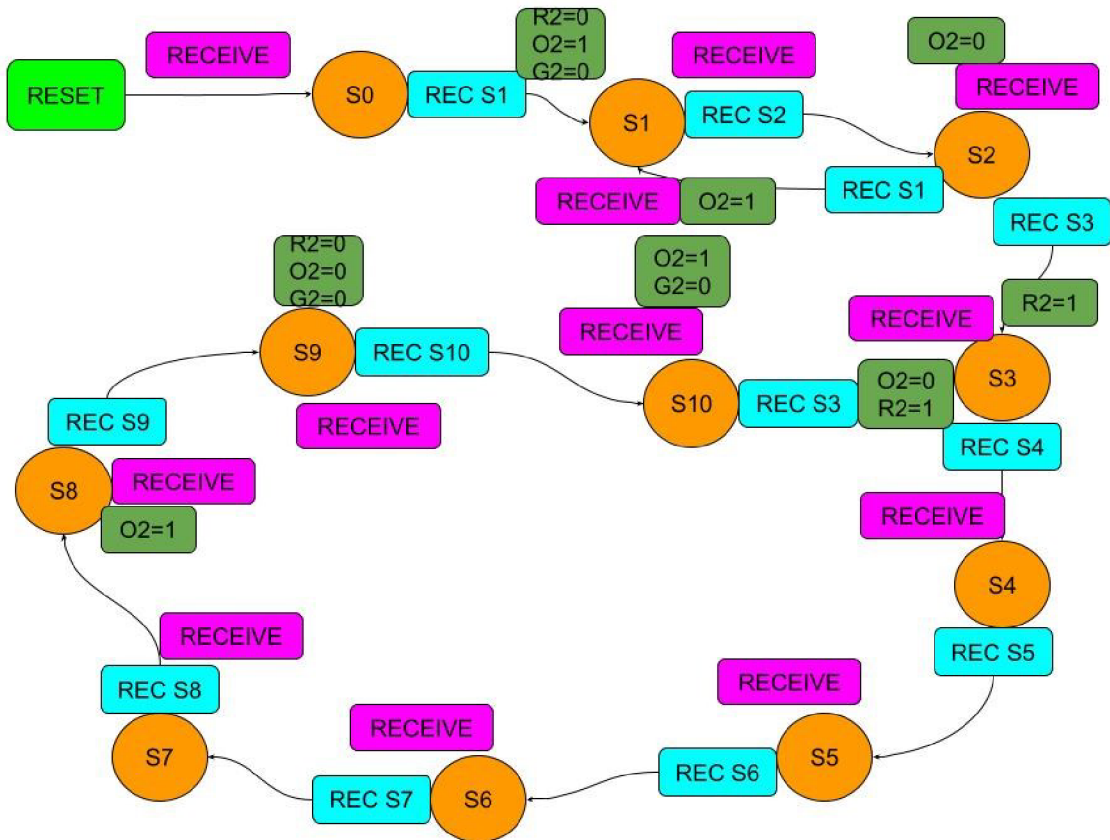 R2=0
O2=1
G2=0
RECEIVE
RECEIVE
O2=0
RECEIVE
RESET
S0
REC S1
S1
REC S2
S2
REC S1
RECEIVE
O2=1
REC S3
R2=0
O2=0
G2=0
O2=1
G2=0
R2=1
RECEIVE
RECEIVE
S9
REC S10
S10
REC S3
O2=0
R2=1
S3
REC S4
REC S9
RECEIVE
S8
RECEIVE
O2=1
RECEIVE
S4
REC S5
RECEIVE
REC S8
RECEIVE
S7
RECEIVE
REC S7
S6
REC S6
S5